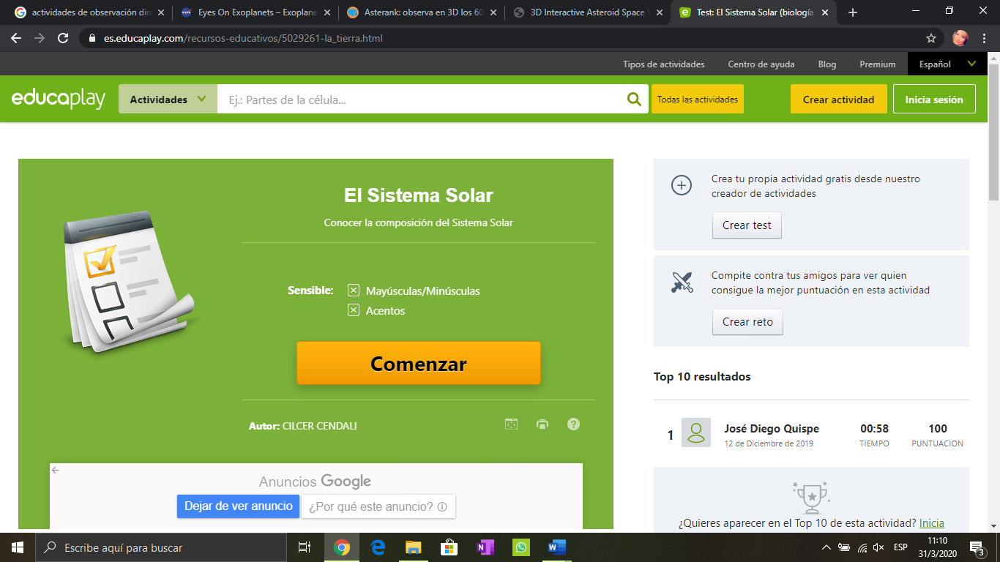 actividades de observación dire
Eyes On Exoplanets – Exoplane
Asterank: observa en 3D los 60
3D Interactive Asteroid Space V
Test: El Sistema Solar (biología
es.educaplay.com/recursos-educativos/5029261-la_tierra.html
Tipos de actividades
Centro de ayuda
Blog
Premium
Español
educaplay
Actividades
Ej.: Partes de la célula...
Todas las actividades
Crear actividad
Inicia sesión
El Sistema Solar
Conocer la composición del Sistema Solar
Sensible:
Mayúsculas/Minúsculas
Acentos
Comenzar
Autor: CILCER CENDALI
Anuncios Google
Dejar de ver anuncio
¿Por qué este anuncio?
Crea tu propia actividad gratis desde nuestro
creador de actividades
Crear test
Compite contra tus amigos para ver quien
consigue la mejor puntuación en esta actividad
Crear reto
Top 10 resultados
1
José Diego Quispe
00:58
100
12 de Diciembre de 2019
TIEMPO
PUNTUACION
¿Quieres aparecer en el Top 10 de esta actividad? Inicia
Escribe aquí para buscar
ESP
11:10
31/3/2020
3